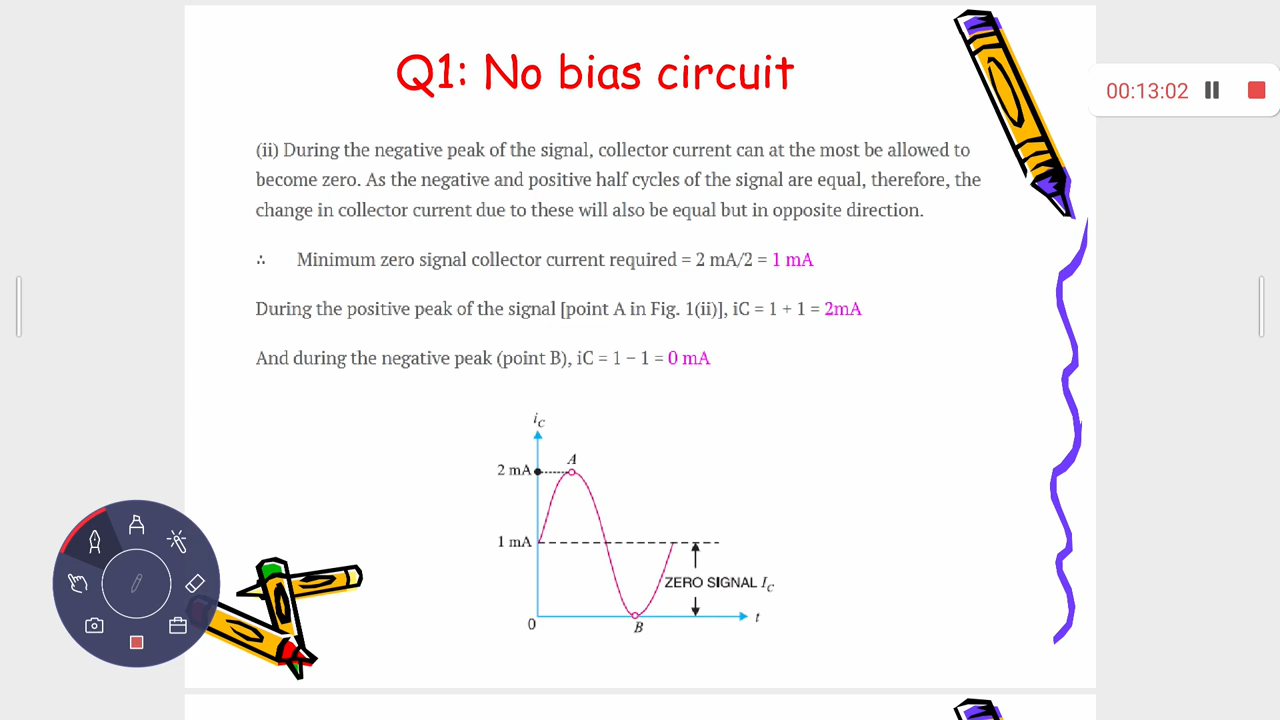 Q1: No bias circuit
00:13:02
(ii) During the negative peak of the signal, collector current can at the most be allowed to
become zero. As the negative and positive half cycles of the signal are equal, therefore, the
change in collector current due to these will also be equal but in opposite direction.
∴ Minimum zero signal collector current required = 2 mA/2 = 1 mA
During the positive peak of the signal [point A in Fig. 1(ii)], iC = 1 + 1 = 2mA
And during the negative peak (point B), iC = 1 − 1 = 0 mA
iC
2 mA
A
1 mA
ZERO SIGNAL IC
0
B
t